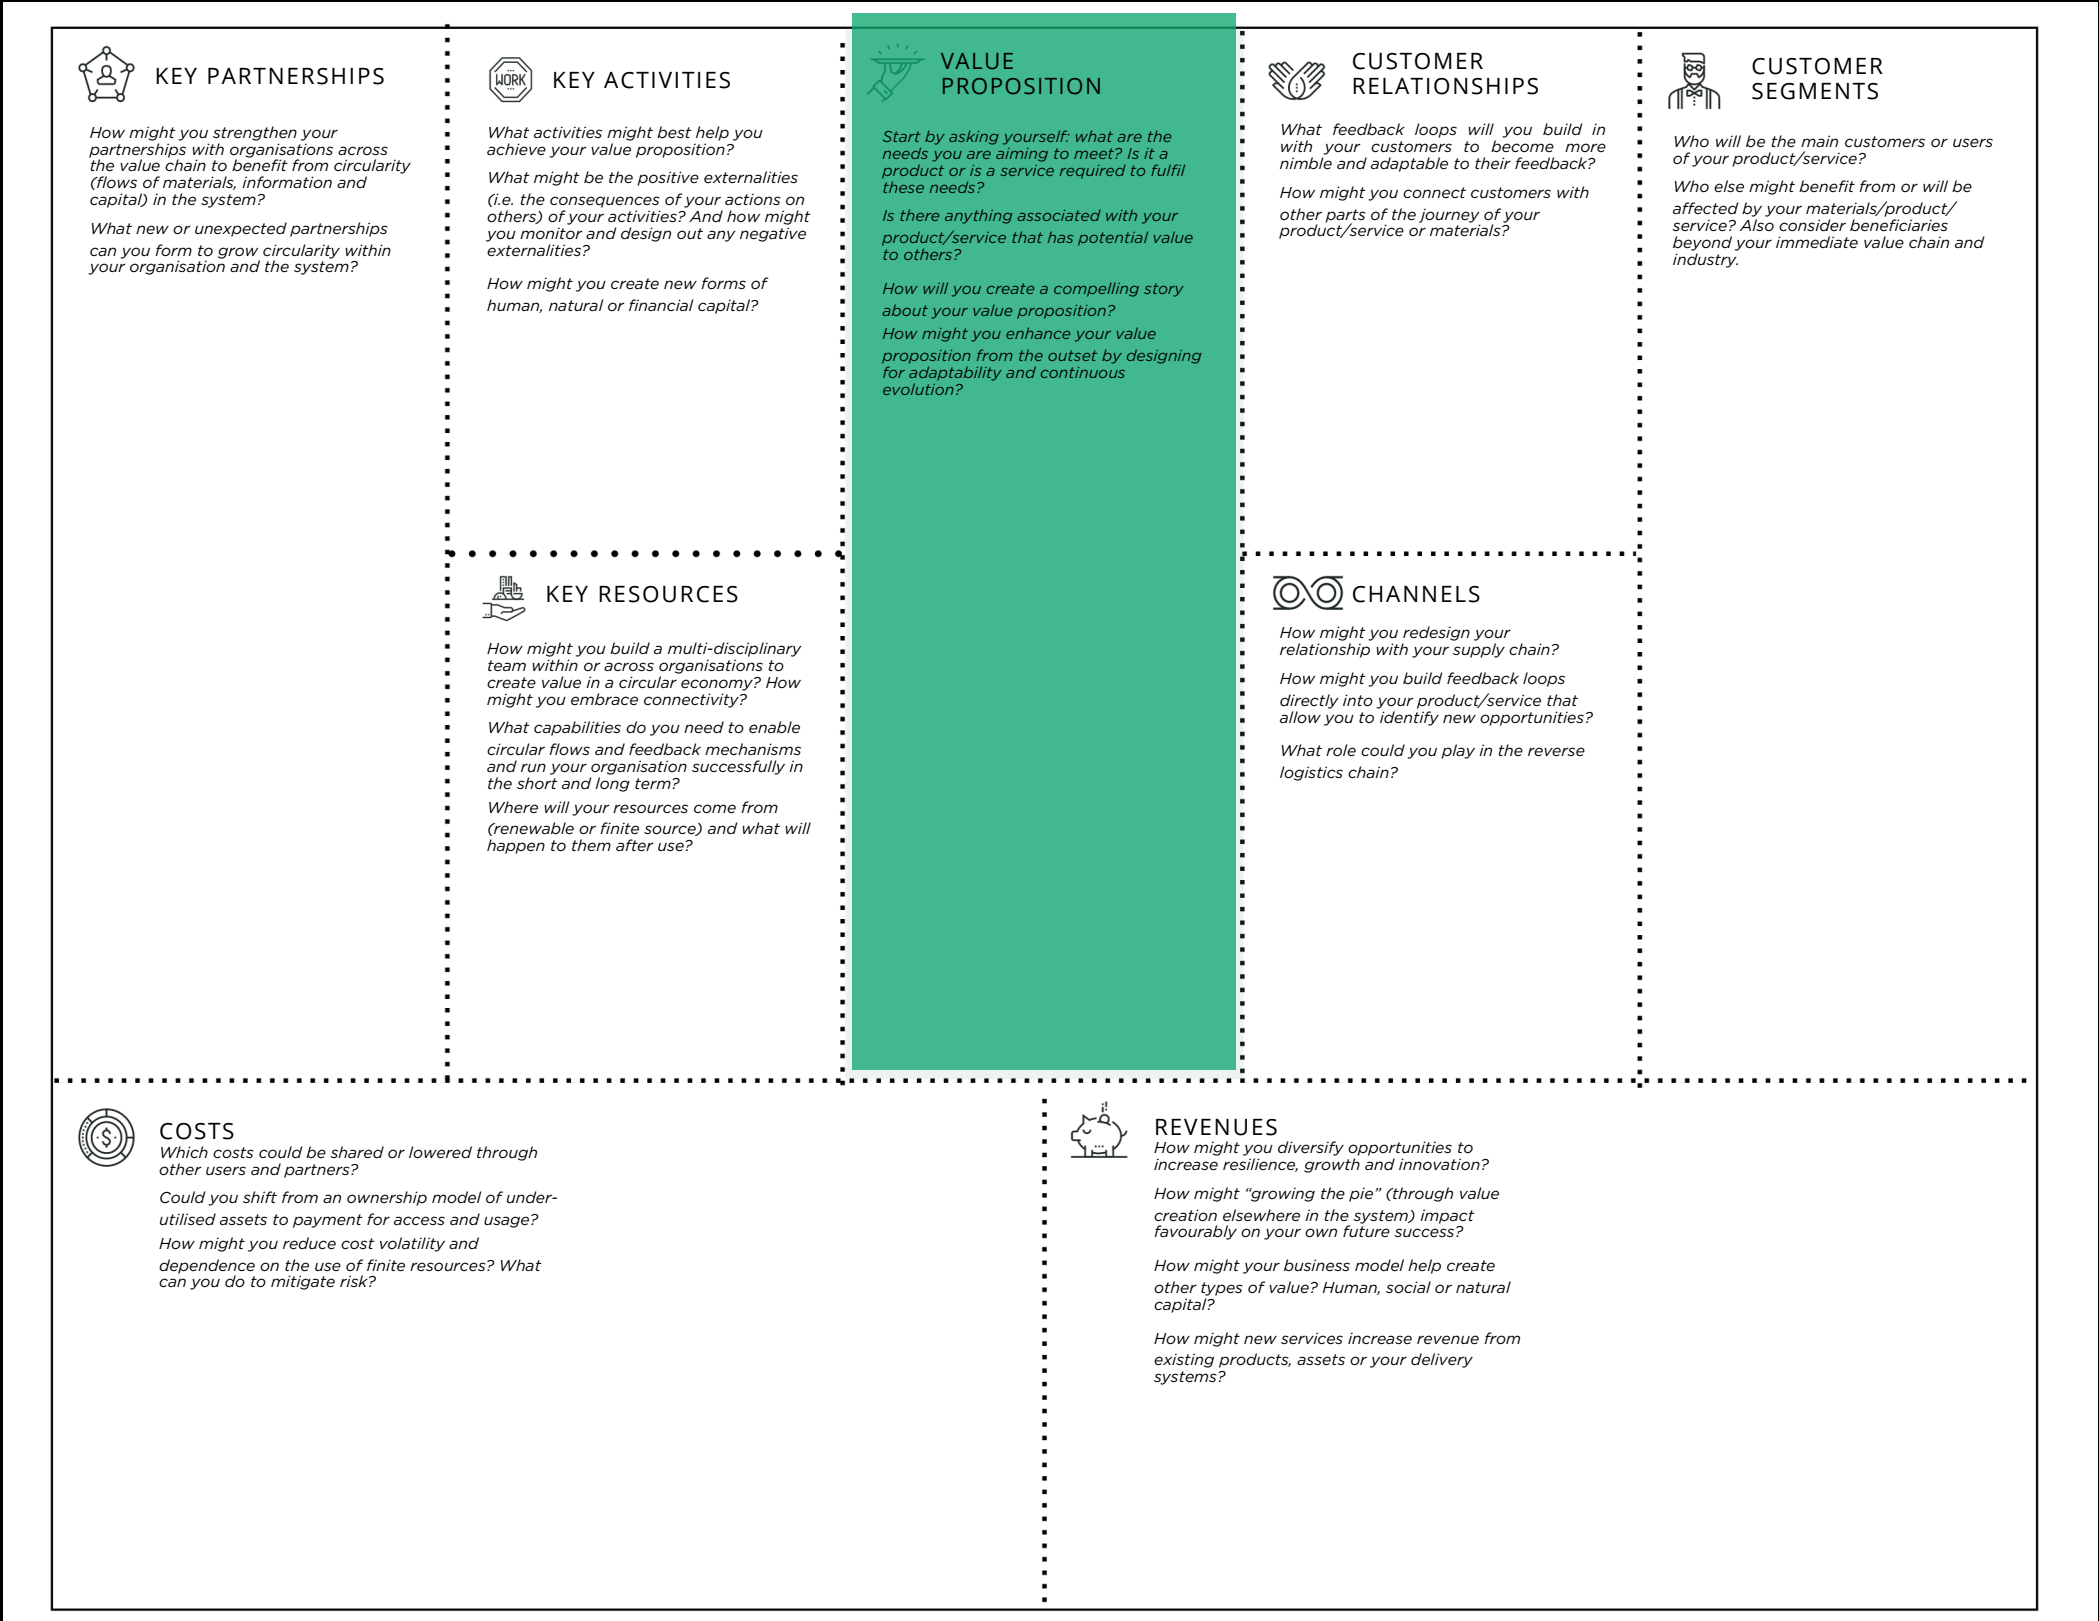 KEY PARTNERSHIPS
How might you strengthen your
partnerships with organisations across
the value chain to benefit from circularity
(flows of materials, information and
capital) in the system?
What new or unexpected partnerships
can you form to grow circularity within
your organisation and the system?
WORK
KEY ACTIVITIES
What activities might best help you
achieve your value proposition?
What might be the positive externalities
(i.e. the consequences of your actions on
others) of your activities? And how might
you monitor and design out any negative
externalities?
How might you create new forms of
human, natural or financial capital?
KEY RESOURCES
How might you build a multi-disciplinary
team within or across organisations to
create value in a circular economy? How
might you embrace connectivity?
What capabilities do you need to enable
circular flows and feedback mechanisms
and run your organisation successfully in
the short and long term?
Where will your resources come from
(renewable or finite source) and what will
happen to them after use?
VALUE
PROPOSITION
Start by asking yourself: what are the
needs you are aiming to meet? Is it a
product or is a service required to fulfil
these needs?
Is there anything associated with your
product/service that has potential value
to others?
How will you create a compelling story
about your value proposition?
How might you enhance your value
proposition from the outset by designing
for adaptability and continuous
evolution?
CUSTOMER
RELATIONSHIPS
What feedback loops will you build in
with your customers to become more
nimble and adaptable to their feedback?
How might you connect customers with
other parts of the journey of your
product/service or materials?
CHANNELS
How might you redesign your
relationship with your supply chain?
How might you build feedback loops
directly into your product/service that
allow you to identify new opportunities?
What role could you play in the reverse
logistics chain?
CUSTOMER
SEGMENTS
Who will be the main customers or users
of your product/service?
Who else might benefit from or will be
affected by your materials/product/
service? Also consider beneficiaries
beyond your immediate value chain and
industry.
$
COSTS
Which costs could be shared or lowered through
other users and partners?
Could you shift from an ownership model of under-
utilised assets to payment for access and usage?
How might you reduce cost volatility and
dependence on the use of finite resources? What
can you do to mitigate risk?
REVENUES
How might you diversify opportunities to
increase resilience, growth and innovation?
How might “growing the pie” (through value
creation elsewhere in the system) impact
favourably on your own future success?
How might your business model help create
other types of value? Human, social or natural
capital?
How might new services increase revenue from
existing products, assets or your delivery
systems?